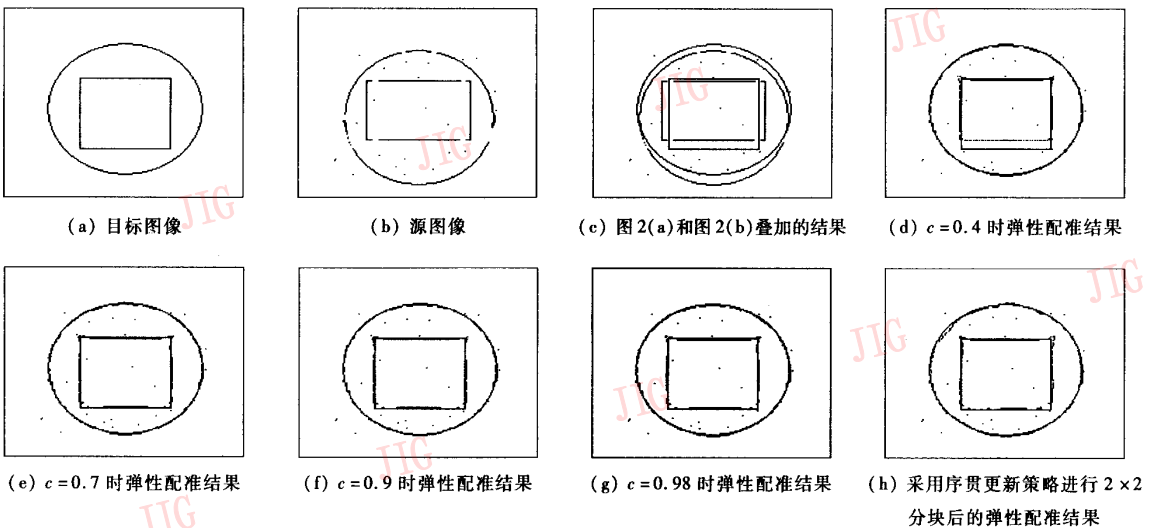 JIG
JIG
JIG
JIG
(a) 目标图像
(b) 源图像
(c) 图2(a)和图2(b)叠加的结果
(d) c=0.4 时弹性配准结果
JIG
JIG
JIG
JIG
(e) c=0.7 时弹性配准结果
(f) c=0.9 时弹性配准结果
(g) c=0.98 时弹性配准结果
(h) 采用序贯更新策略进行 2×2
分块后的弹性配准结果
JIG